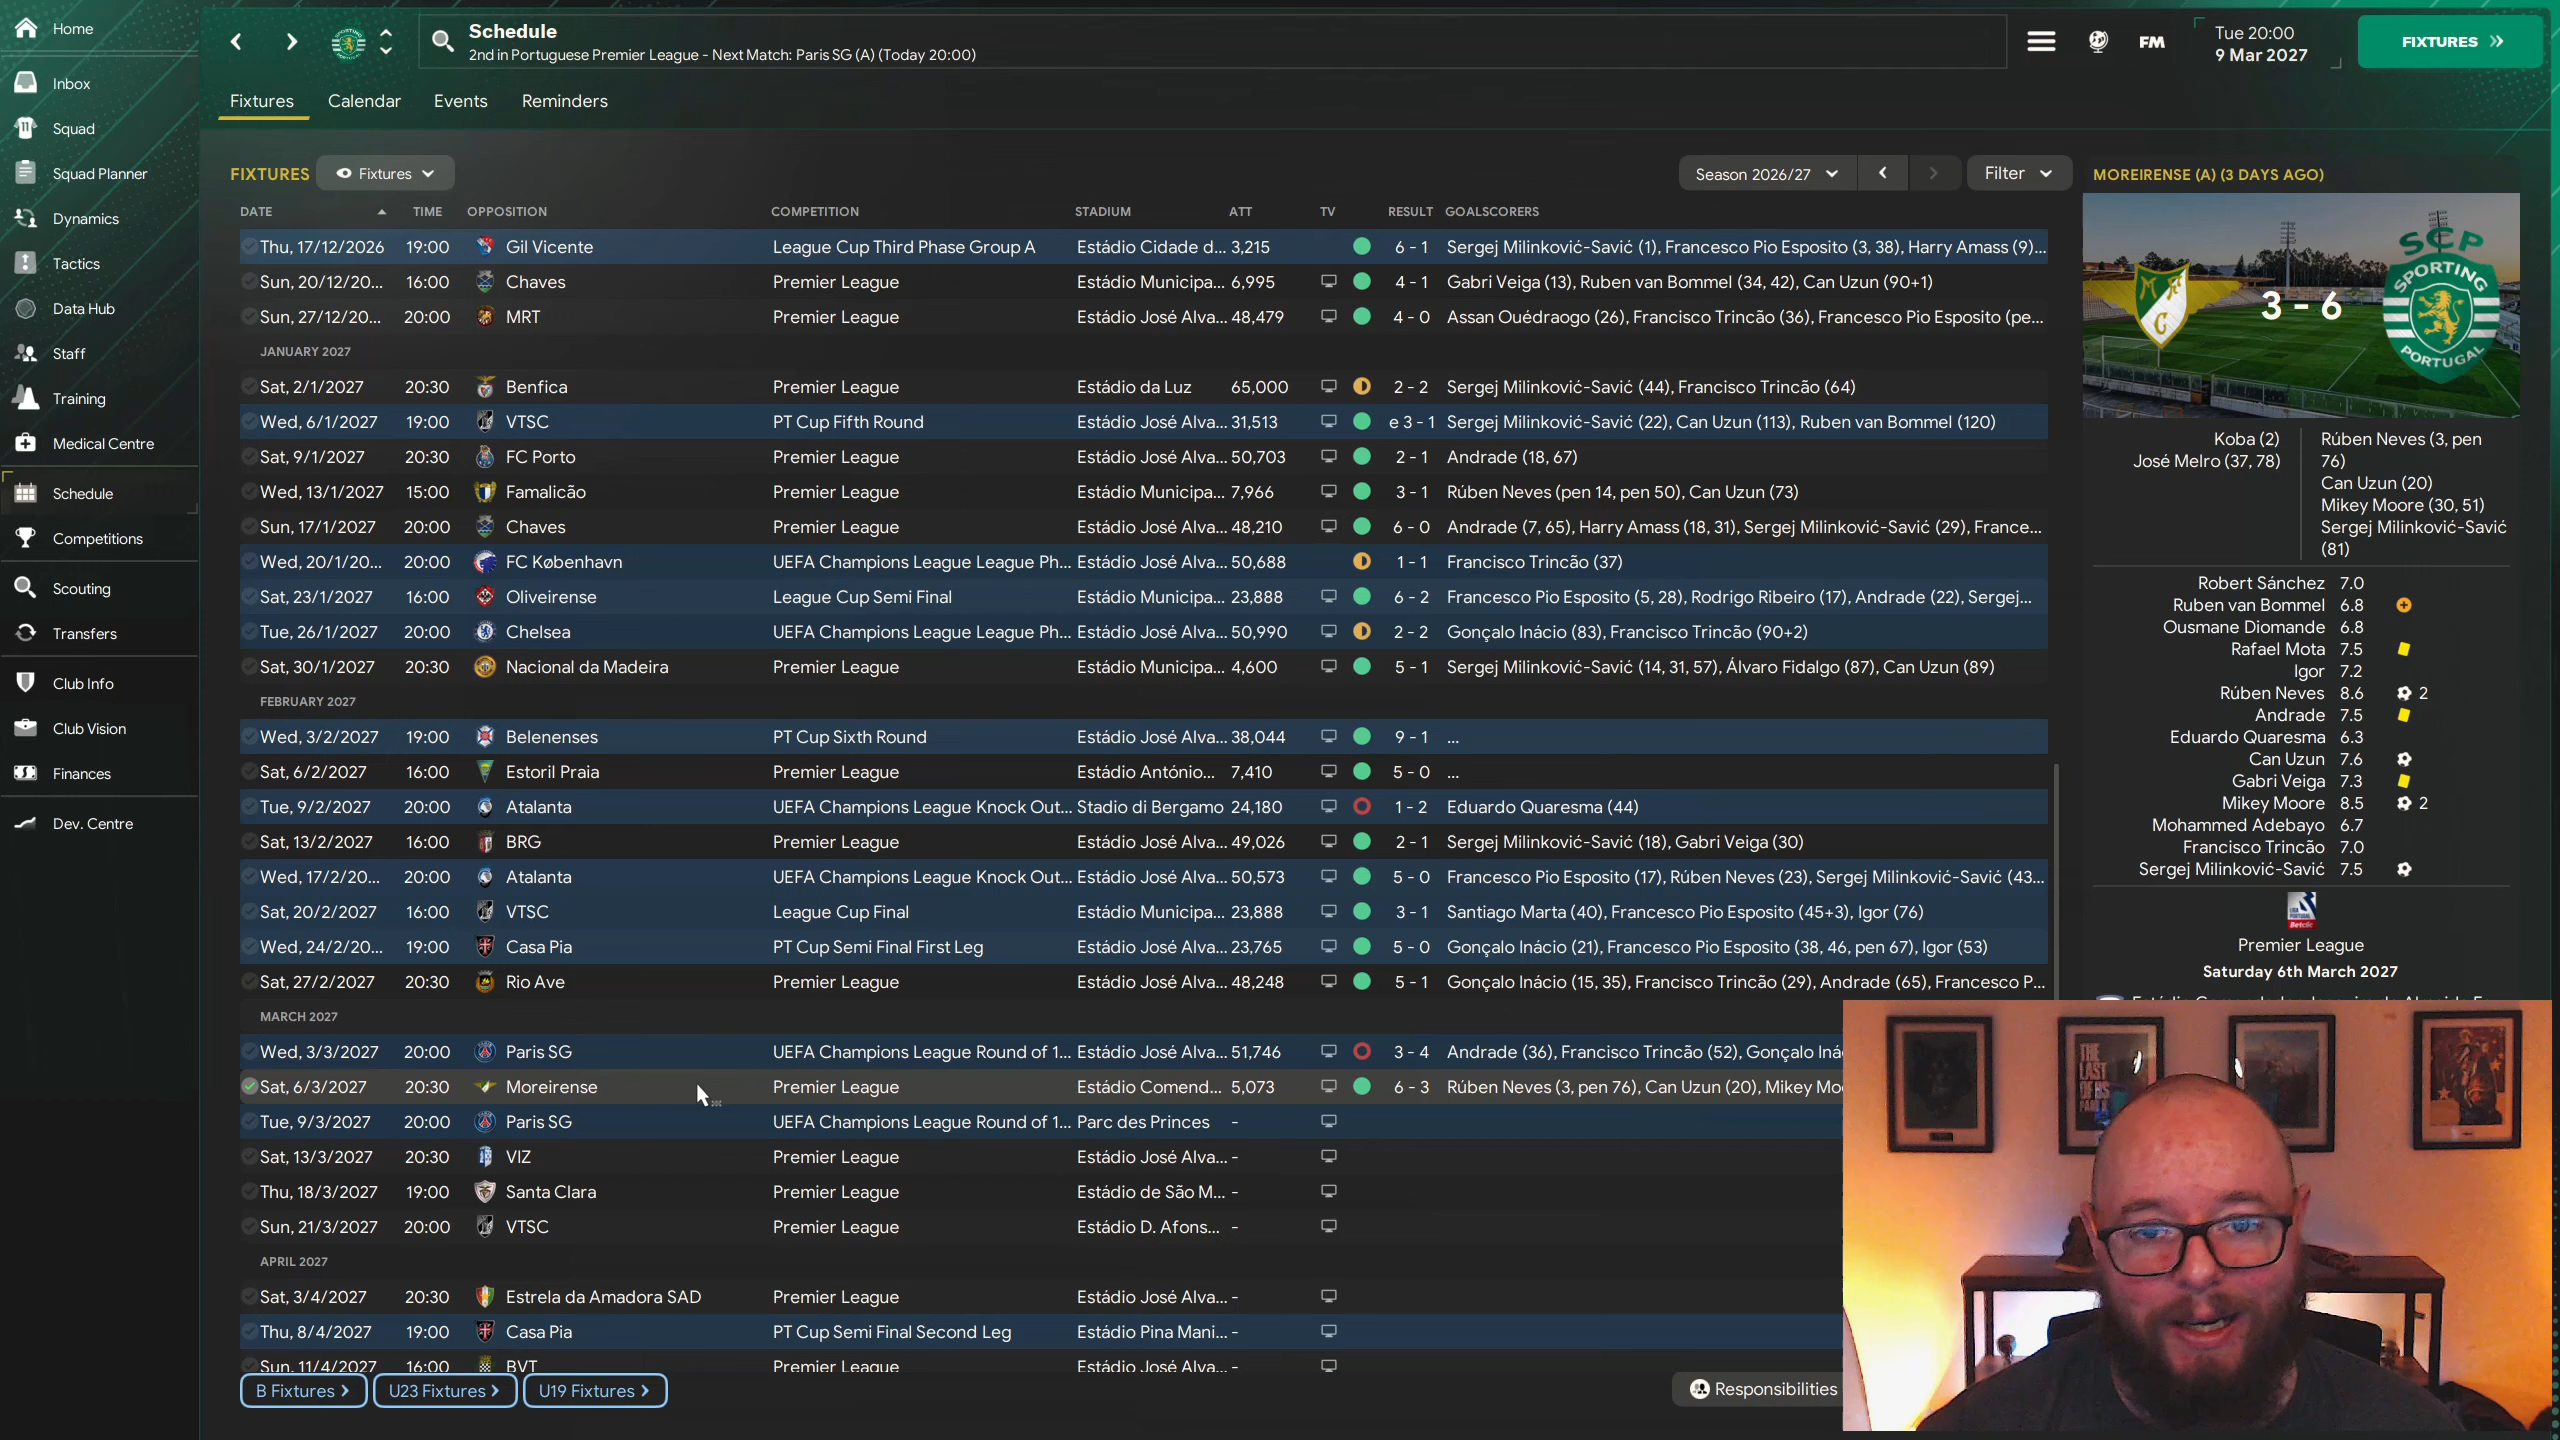 Home
Inbox
Squad
Squad Planner
Dynamics
Tactics
Data Hub
Staff
Training
Medical Centre
Schedule
Competitions
Scouting
Transfers
Club Info
Club Vision
Finances
Dev. Centre
Schedule
2nd in Portuguese Premier League - Next Match: Paris SG (A) (Today 20:00)
FM
Tue 20:00
9 Mar 2027
FIXTURES
Fixtures Calendar Events Reminders
FIXTURES Fixtures Season 2026/27 Filter
DATE TIME OPPOSITION COMPETITION STADIUM ATT TV RESULT GOALSCORERS
Thu, 17/12/2026 19:00 Gil Vicente League Cup Third Phase Group A Estádio Cidade d... 3,215 6 - 1 Sergej Milinković-Savić (1), Francesco Pio Esposito (3, 38), Harry Amass (9)...
Sun, 20/12/20... 16:00 Chaves Premier League Estádio Municipa... 6,995 4 - 1 Gabri Veiga (13), Ruben van Bommel (34, 42), Can Uzun (90+1)
Sun, 27/12/20... 20:00 MRT Premier League Estádio José Alva... 48,479 4 - 0 Assan Ouédraogo (26), Francisco Trincão (36), Francesco Pio Esposito (pe...
JANUARY 2027
Sat, 2/1/2027 20:30 Benfica Premier League Estádio da Luz 65,000 2 - 2 Sergej Milinković-Savić (44), Francisco Trincão (64)
Wed, 6/1/2027 19:00 VTSC PT Cup Fifth Round Estádio José Alva... 31,513 e 3 - 1 Sergej Milinković-Savić (22), Can Uzun (113), Ruben van Bommel (120)
Sat, 9/1/2027 20:30 FC Porto Premier League Estádio José Alva... 50,703 2 - 1 Andrade (18, 67)
Wed, 13/1/2027 15:00 Famalicão Premier League Estádio Municipa... 7,966 3 - 1 Rúben Neves (pen 14, pen 50), Can Uzun (73)
Sun, 17/1/2027 20:00 Chaves Premier League Estádio José Alva... 48,210 6 - 0 Andrade (7, 65), Harry Amass (18, 31), Sergej Milinković-Savić (29), France...
Wed, 20/1/20... 20:00 FC København UEFA Champions League League Ph... Estádio José Alva... 50,688 1 - 1 Francisco Trincão (37)
Sat, 23/1/2027 16:00 Oliveirense League Cup Semi Final Estádio Municipa... 23,888 6 - 2 Francesco Pio Esposito (5, 28), Rodrigo Ribeiro (17), Andrade (22), Sergej...
Tue, 26/1/2027 20:00 Chelsea UEFA Champions League League Ph... Estádio José Alva... 50,990 2 - 2 Gonçalo Inácio (83), Francisco Trincão (90+2)
Sat, 30/1/2027 20:30 Nacional da Madeira Premier League Estádio Municipa... 4,600 5 - 1 Sergej Milinković-Savić (14, 31, 57), Álvaro Fidalgo (87), Can Uzun (89)
FEBRUARY 2027
Wed, 3/2/2027 19:00 Belenenses PT Cup Sixth Round Estádio José Alva... 38,044 9 - 1 ...
Sat, 6/2/2027 16:00 Estoril Praia Premier League Estádio António... 7,410 5 - 0 ...
Tue, 9/2/2027 20:00 Atalanta UEFA Champions League Knock Out... Stadio di Bergamo 24,180 1 - 2 Eduardo Quaresma (44)
Sat, 13/2/2027 16:00 BRG Premier League Estádio José Alva... 49,026 2 - 1 Sergej Milinković-Savić (18), Gabri Veiga (30)
Wed, 17/2/20... 20:00 Atalanta UEFA Champions League Knock Out... Estádio José Alva... 50,573 5 - 0 Francesco Pio Esposito (17), Rúben Neves (23), Sergej Milinković-Savić (43...
Sat, 20/2/2027 16:00 VTSC League Cup Final Estádio Municipa... 23,888 3 - 1 Santiago Marta (40), Francesco Pio Esposito (45+3), Igor (76)
Wed, 24/2/20... 19:00 Casa Pia PT Cup Semi Final First Leg Estádio José Alva... 23,765 5 - 0 Gonçalo Inácio (21), Francesco Pio Esposito (38, 46, pen 67), Igor (53)
Sat, 27/2/2027 20:30 Rio Ave Premier League Estádio José Alva... 48,248 5 - 1 Gonçalo Inácio (15, 35), Francisco Trincão (29), Andrade (65), Francesco P...
MARCH 2027
Wed, 3/3/2027 20:00 Paris SG UEFA Champions League Round of 1... Estádio José Alva... 51,746 3 - 4 Andrade (36), Francisco Trincão (52), Gonçalo Iná
Sat, 6/3/2027 20:30 Moreirense Premier League Estádio Comend... 5,073 6 - 3 Rúben Neves (3, pen 76), Can Uzun (20), Mikey Mo
Tue, 9/3/2027 20:00 Paris SG UEFA Champions League Round of 1... Parc des Princes -
Sat, 13/3/2027 20:30 VIZ Premier League Estádio José Alva... -
Thu, 18/3/2027 19:00 Santa Clara Premier League Estádio de São M... -
Sun, 21/3/2027 20:00 VTSC Premier League Estádio D. Afons... -
APRIL 2027
Sat, 3/4/2027 20:30 Estrela da Amadora SAD Premier League Estádio José Alva... -
Thu, 8/4/2027 19:00 Casa Pia PT Cup Semi Final Second Leg Estádio Pina Mani... -
Sun, 11/4/2027 16:00 BVT Premier League Estádio José Alva... -
B Fixtures U23 Fixtures U19 Fixtures Responsibilities
MOREIRENSE (A) (3 DAYS AGO)
SCP
SPORTING
PORTUGAL
3 - 6
Koba (2)
José Melro (37, 78)
Rúben Neves (3, pen
76)
Can Uzun (20)
Mikey Moore (30, 51)
Sergej Milinković-Savić
(81)
Robert Sánchez 7.0
Ruben van Bommel 6.8
Ousmane Diomande 6.8
Rafael Mota 7.5
Igor 7.2
Rúben Neves 8.6 2
Andrade 7.5
Eduardo Quaresma 6.3
Can Uzun 7.6
Gabri Veiga 7.3
Mikey Moore 8.5 2
Mohammed Adebayo 6.7
Francisco Trincão 7.0
Sergej Milinković-Savić 7.5
Premier League
Saturday 6th March 2027
THE
LAST
OF US